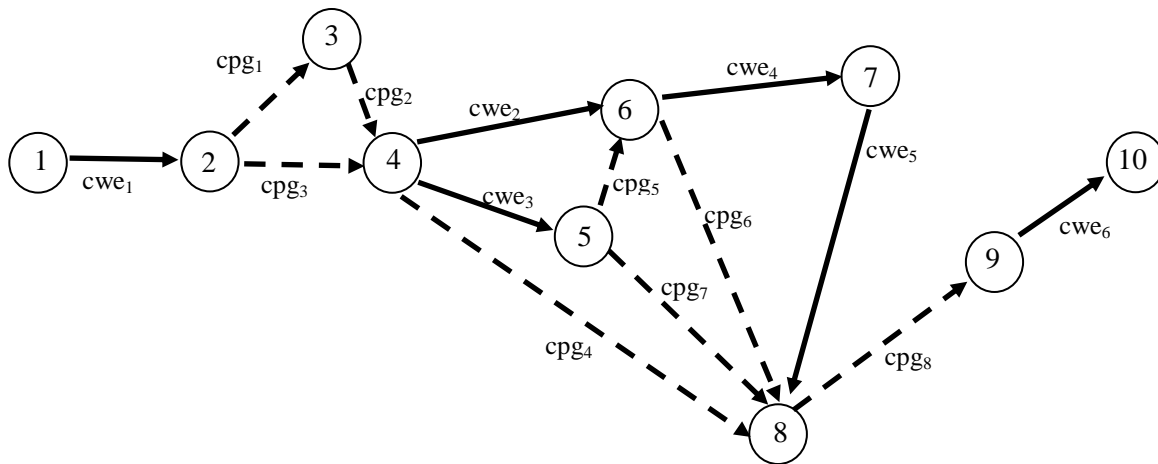 3
cpg₁
cpg₂
cwe₄
7
cwe₂
6
1
cwe₁
2
cpg₃
4
cwe₃
cpg₅
cwe₅
10
5
cpg₆
cwe₆
9
cpg₇
cpg₄
cpg₈
8